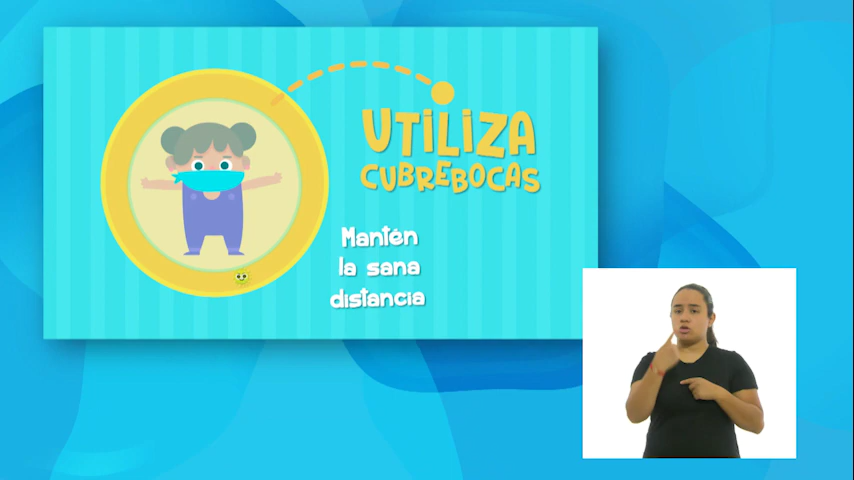 UTILIZA
CUBREBOCAS
Mantén
la sana
distancia